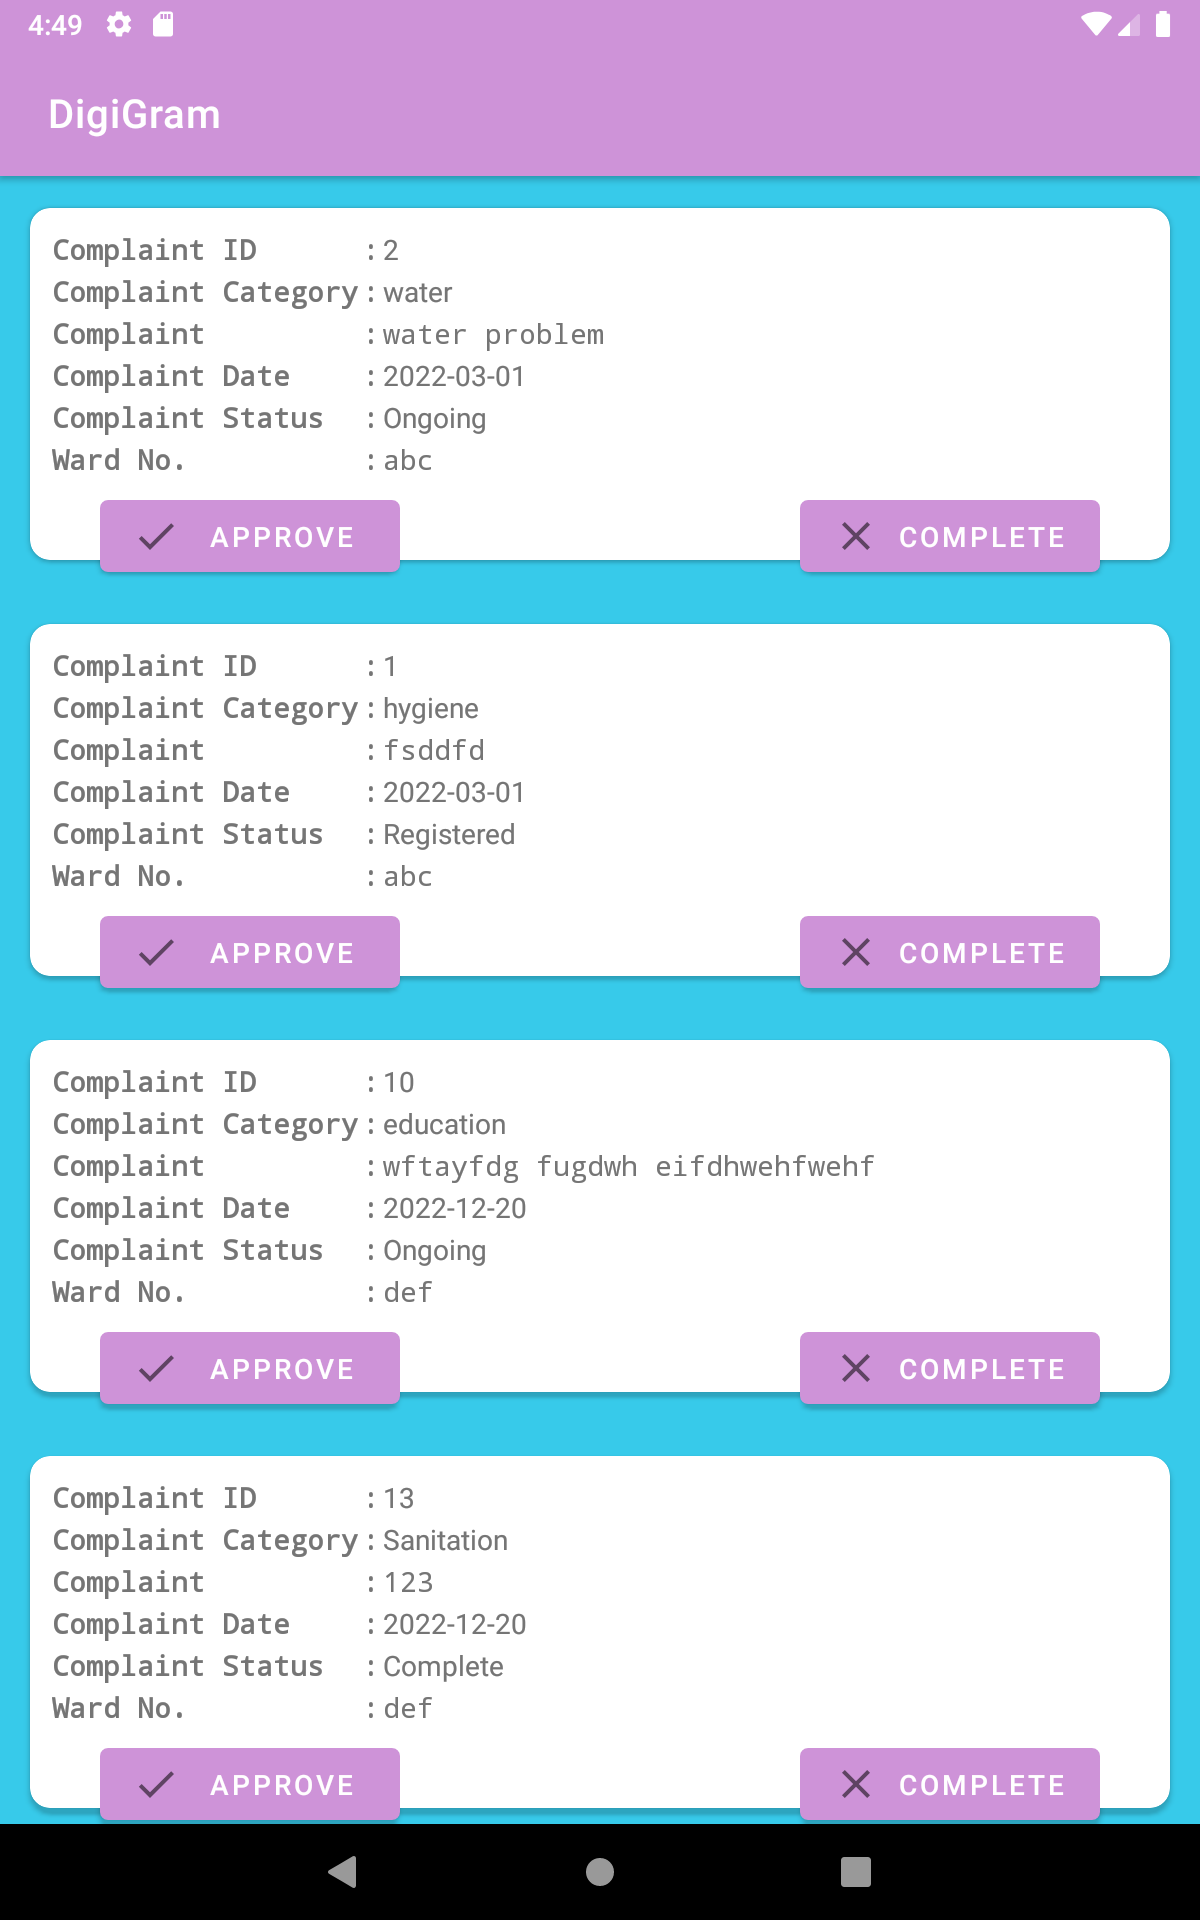 4:49
DigiGram
Complaint ID : 2
Complaint Category : water
Complaint : water problem
Complaint Date : 2022-03-01
Complaint Status : Ongoing
Ward No. : abc
APPROVE COMPLETE
Complaint ID : 1
Complaint Category : hygiene
Complaint : fsddfd
Complaint Date : 2022-03-01
Complaint Status : Registered
Ward No. : abc
APPROVE COMPLETE
Complaint ID : 10
Complaint Category : education
Complaint : wftayfdg fugdwh eifdhwehfwehf
Complaint Date : 2022-12-20
Complaint Status : Ongoing
Ward No. : def
APPROVE COMPLETE
Complaint ID : 13
Complaint Category : Sanitation
Complaint : 123
Complaint Date : 2022-12-20
Complaint Status : Complete
Ward No. : def
APPROVE COMPLETE